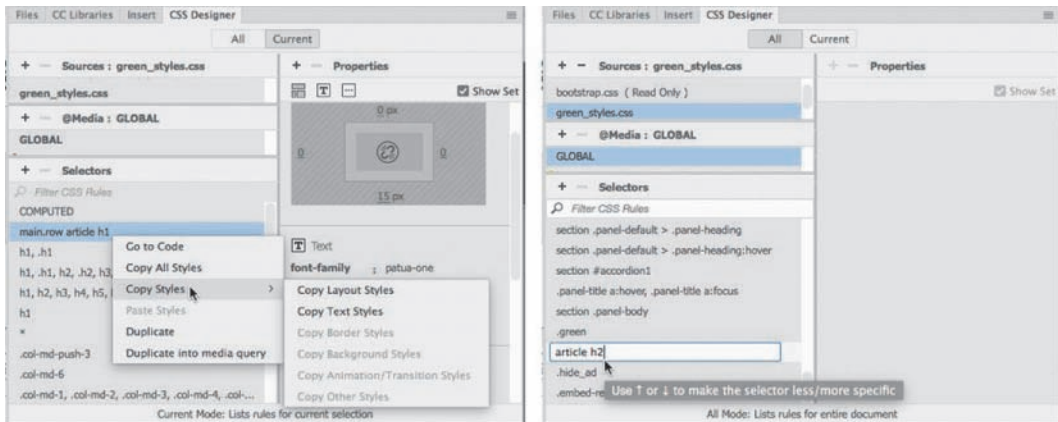 Files CC Libraries Insert CSS Designer
All Current
+ − Sources : green_styles.css
green_styles.css
+ − @Media : GLOBAL
GLOBAL
+ − Selectors
Filter CSS Rules
COMPUTED
main.row article h1
h1, .h1
h1, .h1, h2, .h2, h3,
h1, h2, h3, h4, h5,
h1
*
.col-md-push-3
.col-md-6
.col-md-1, .col-md-2, .col-md-3, .col-md-4, .col-...
Go to Code
Copy All Styles
Copy Styles >
Paste Styles
Duplicate
Duplicate into media query
+ − Properties
T Show Set
0 px
0 0
15 px
T Text
font-family : patua-one
Copy Layout Styles
Copy Text Styles
Copy Border Styles
Copy Background Styles
Copy Animation/Transition Styles
Copy Other Styles
Current Mode: Lists rules for current selection
Files CC Libraries Insert CSS Designer
All Current
+ − Sources : green_styles.css
bootstrap.css ( Read Only )
green_styles.css
+ − @Media : GLOBAL
GLOBAL
+ − Selectors
Filter CSS Rules
section .panel-default > .panel-heading
section .panel-default > .panel-heading:hover
section #accordion1
.panel-title a:hover, .panel-title a:focus
section .panel-body
.green
article h2
.hide_ad
.embed-re
Use ↑ or ↓ to make the selector less/more specific
+ − Properties
Show Set
All Mode: Lists rules for entire document